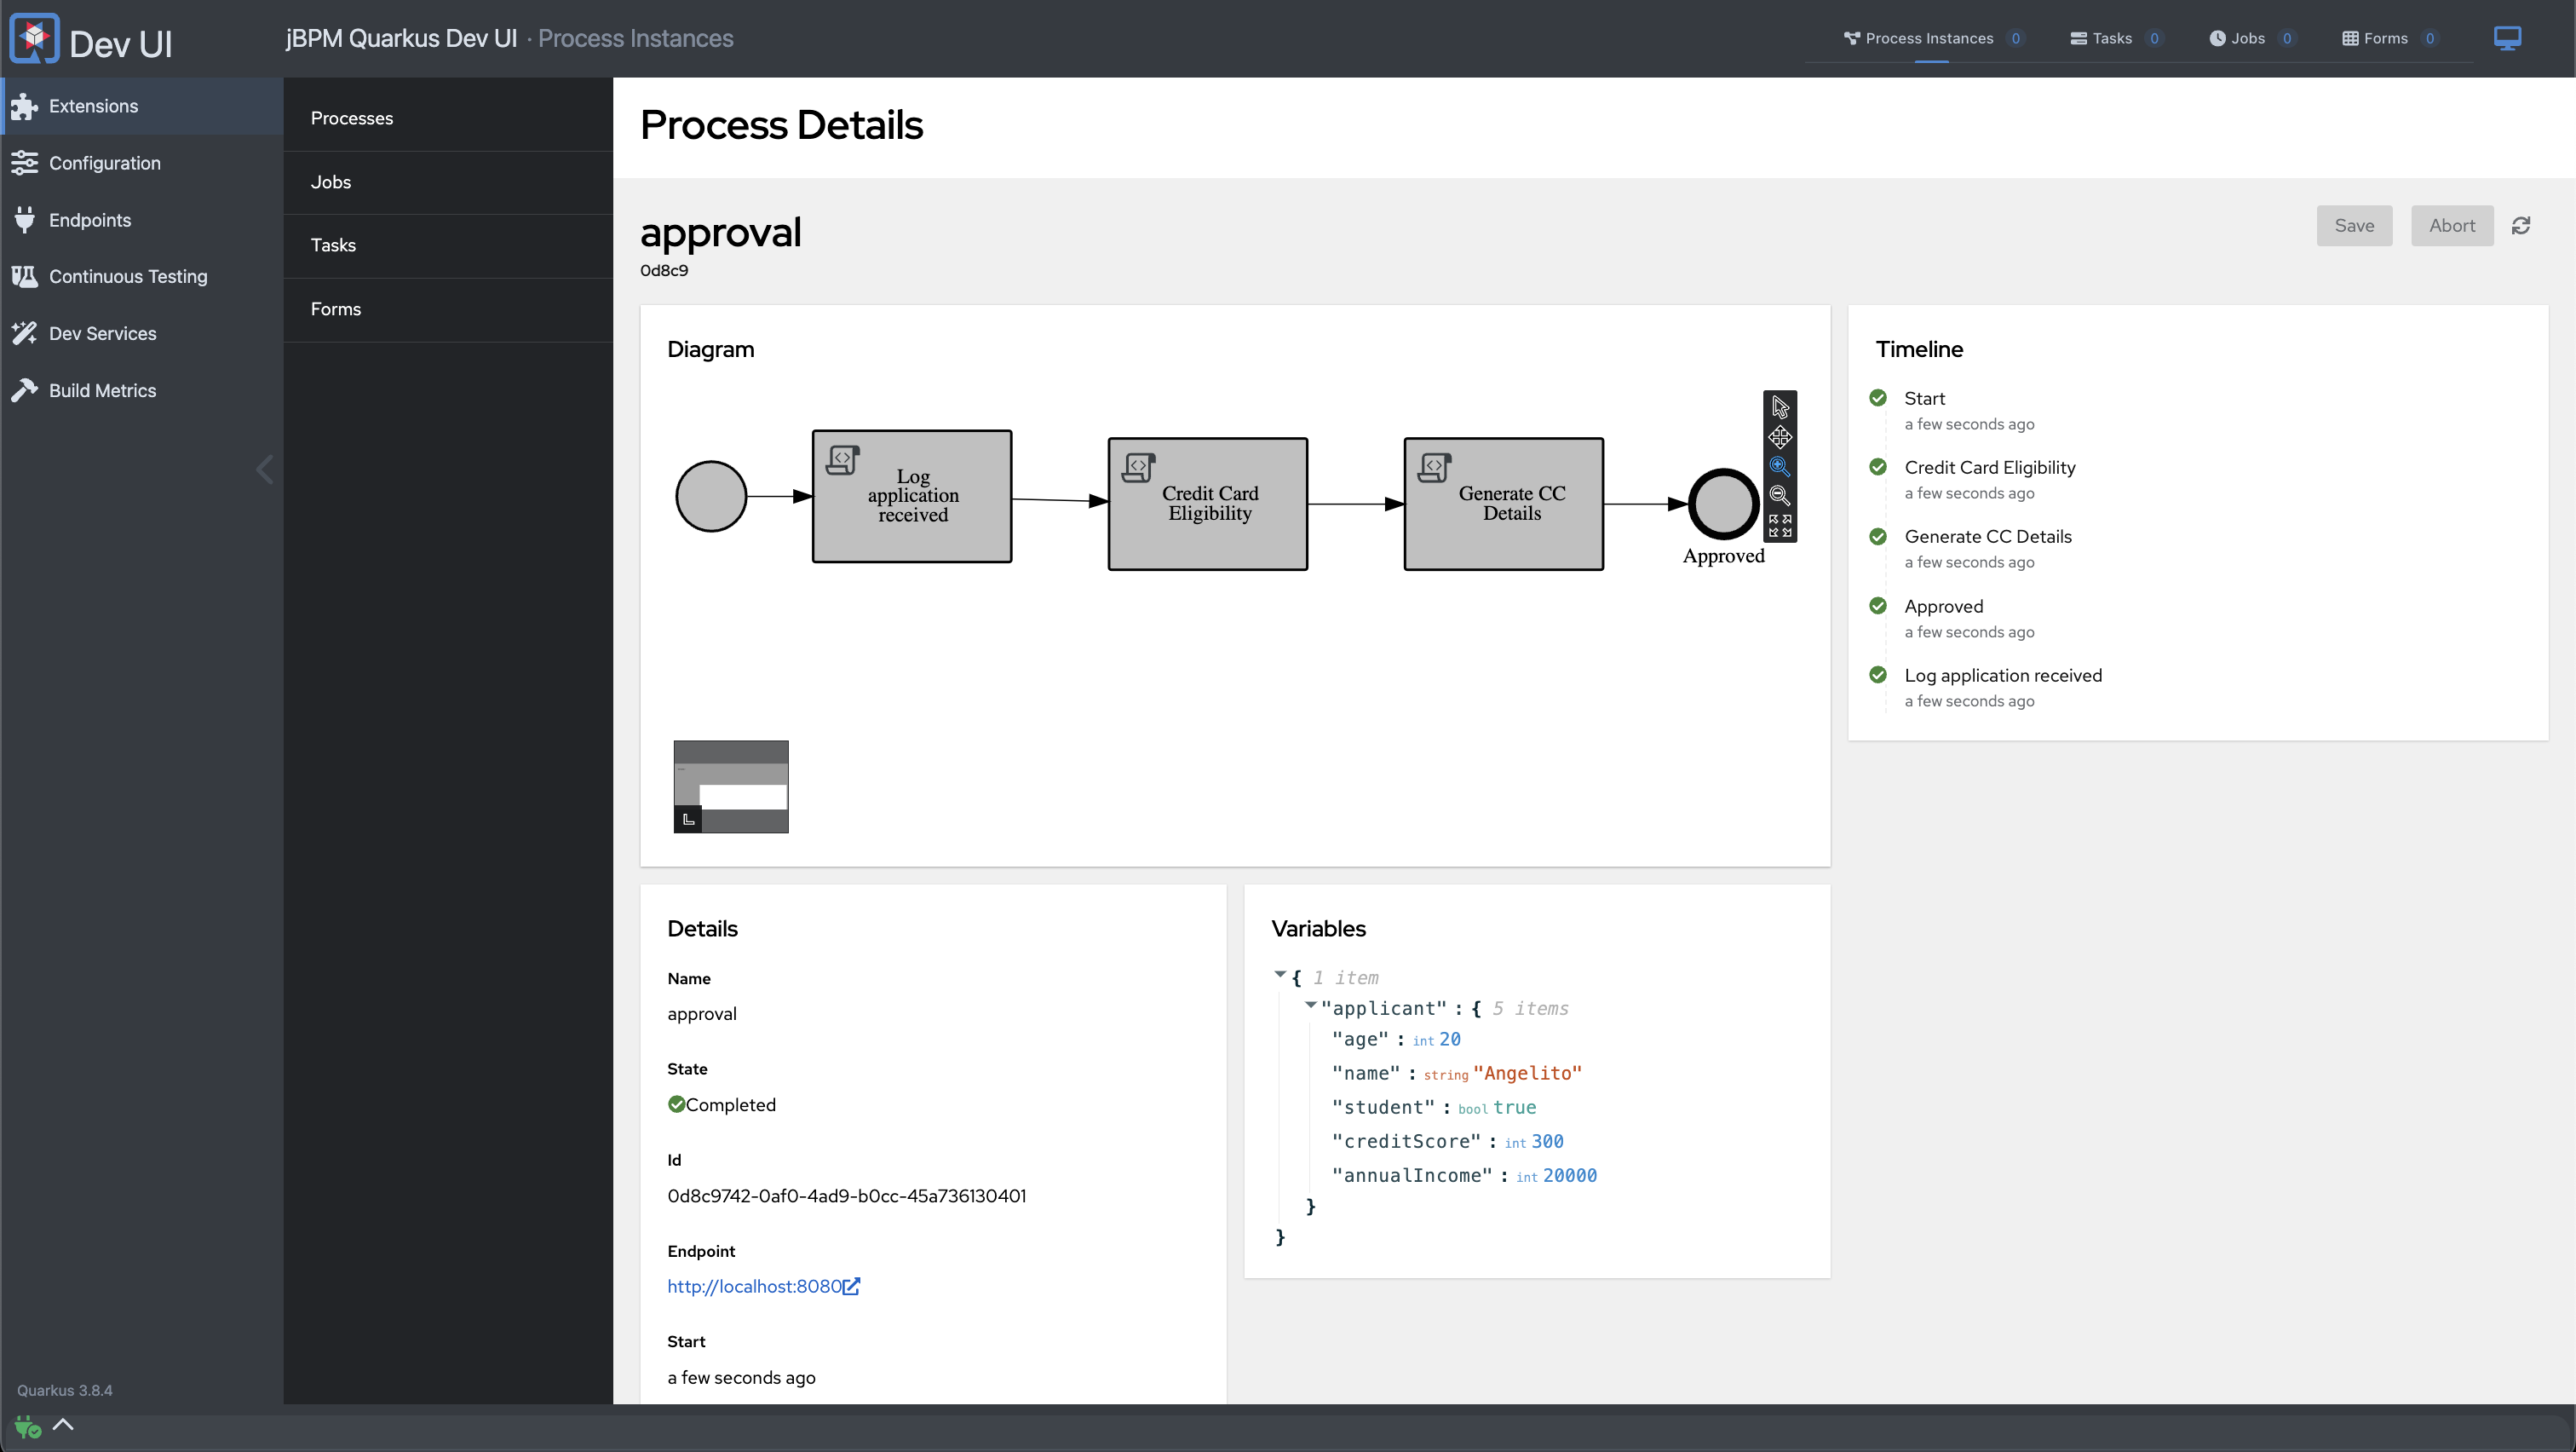 Dev UI
jBPM Quarkus Dev UI · Process Instances
Process Instances 0
Tasks 0
Jobs 0
Forms 0
Extensions
Configuration
Endpoints
Continuous Testing
Dev Services
Build Metrics
Quarkus 3.8.4
Processes
Jobs
Tasks
Forms
Process Details
approval
0d8c9
Save
Abort
Diagram
Log
application
received
Credit Card
Eligibility
Generate CC
Details
Approved
Timeline
Start
a few seconds ago
Credit Card Eligibility
a few seconds ago
Generate CC Details
a few seconds ago
Approved
a few seconds ago
Log application received
a few seconds ago
Details
Name
approval
State
Completed
Id
0d8c9742-0af0-4ad9-b0cc-45a736130401
Endpoint
http://localhost:8080
Start
a few seconds ago
Variables
{ 1 item
"applicant" : { 5 items
"age" : int 20
"name" : string "Angelito"
"student" : bool true
"creditScore" : int 300
"annualIncome" : int 20000
}
}